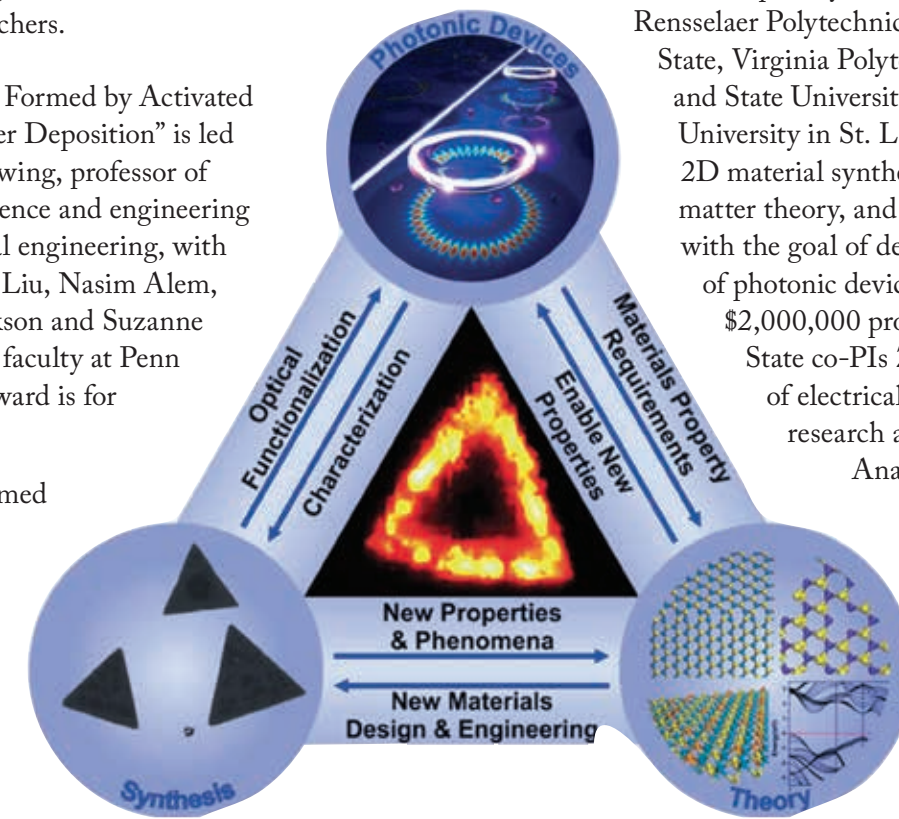 chers.
Formed by Activated
er Deposition” is led
wing, professor of
ence and engineering
al engineering, with
Liu, Nasim Alem,
kson and Suzanne
faculty at Penn
ward is for
med
Photonic Devices
Optical
Functionalization
Characterization
Materials Property
Requirements
Enable New
Properties
New Properties
& Phenomena
New Materials
Design & Engineering
Synthesis
Theory
Rensselaer Polytechnic
State, Virginia Polyte
and State Universit
University in St. L
2D material synthe
matter theory, and
with the goal of de
of photonic devic
$2,000,000 pro
State co-PIs
of electrical
research a
Ana